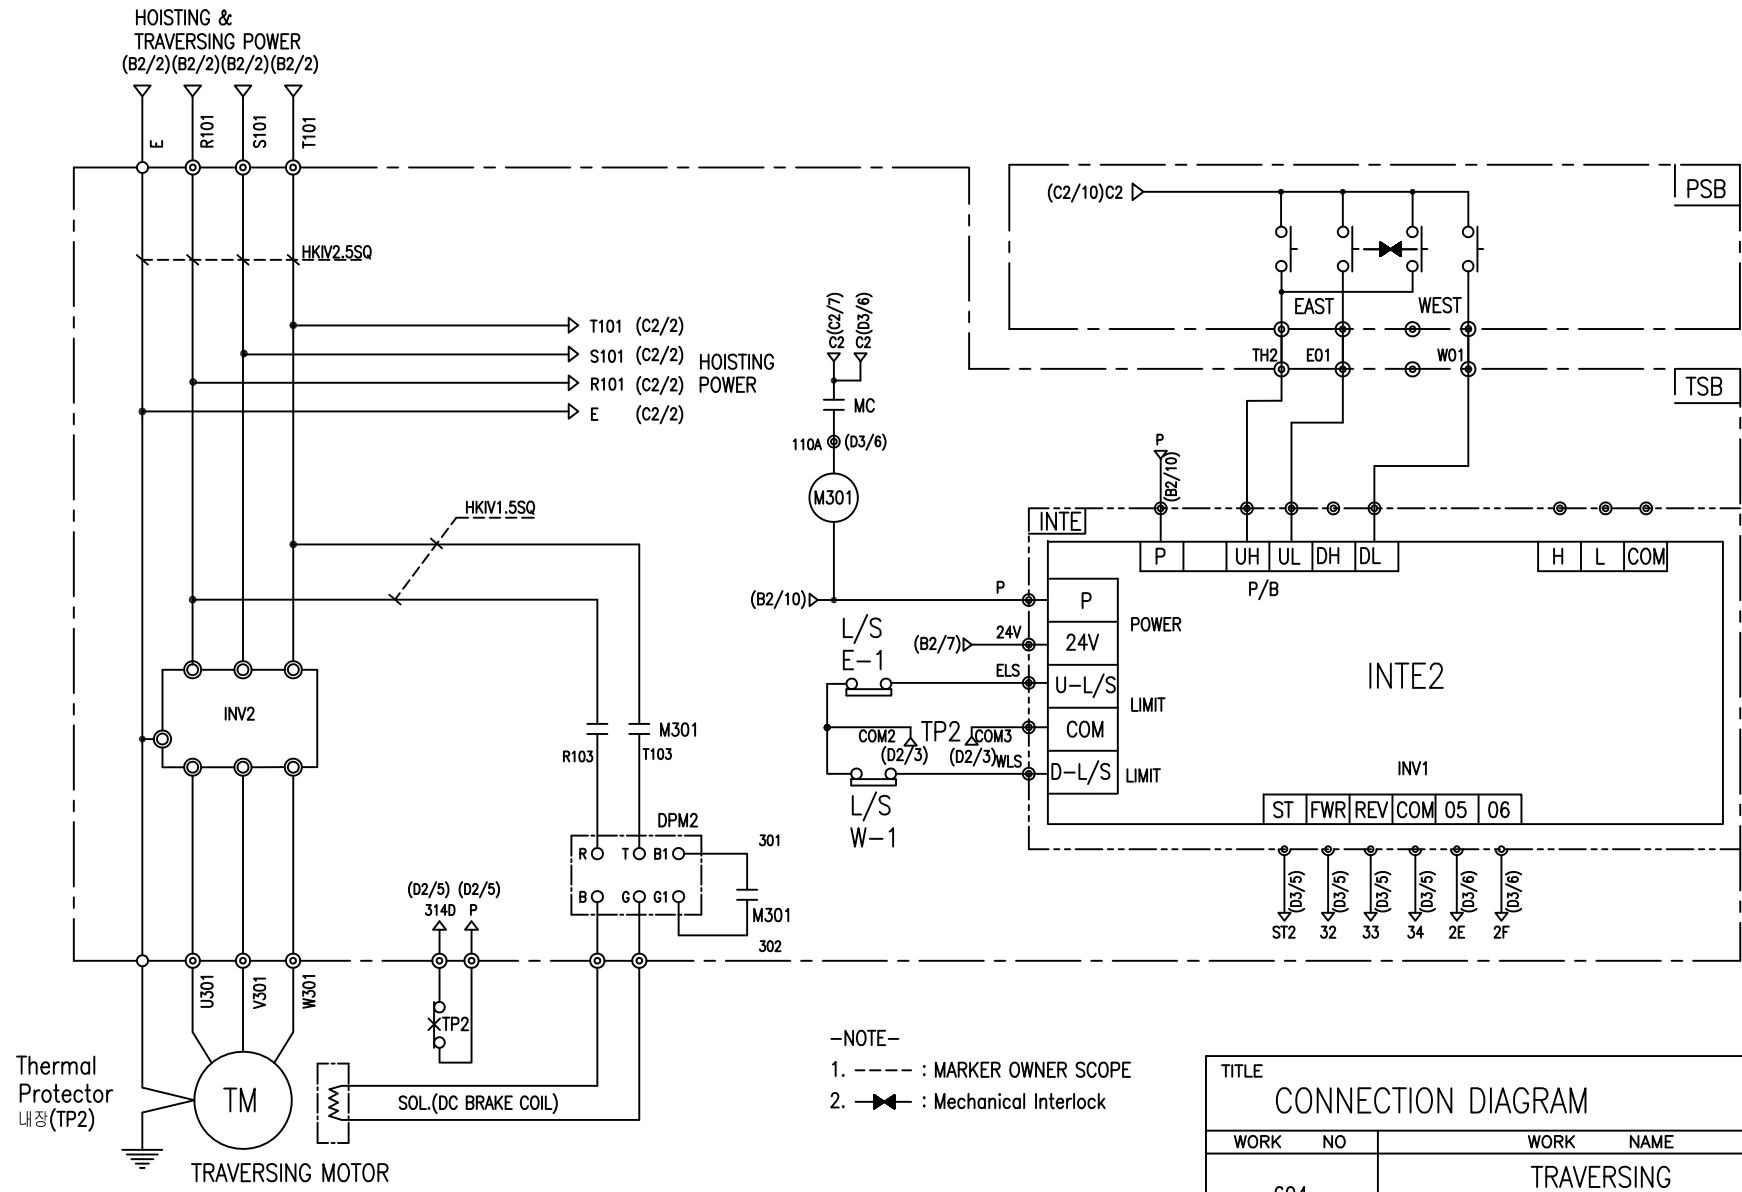 HOISTING &
TRAVERSING POWER
(B2/2)(B2/2)(B2/2)(B2/2)
E
R101
S101
T101
HKIV2.5SQ
T101 (C2/2)
S101 (C2/2)
R101 (C2/2)
E (C2/2)
HOISTING
POWER
HKIV1.5SQ
INV2
R103
M301
T103
DPM2
R T B1
B G G1
301
M301
302
(D2/5) (D2/5)
314D P
TP2
U301
V301
W301
Thermal
Protector
내장(TP2)
TM
TRAVERSING MOTOR
SOL.(DC BRAKE COIL)
C2(C2/7)
C2(D3/6)
MC
110A (D3/6)
M301
(B2/10) P
(B2/7) 24V
L/S
E-1
ELS
COM2
(D2/3)
TP2
COM3
(D2/3)
WLS
L/S
W-1
(C2/10)C2
PSB
EAST WEST
TH2 E01 W01
TSB
P
(B2/10)
INTE
P UH UL DH DL
P/B
H L COM
P
24V
U-L/S
COM
D-L/S
POWER
LIMIT
LIMIT
INTE2
INV1
ST FWR REV COM 05 06
(D3/5) (D3/5) (D3/5) (D3/5) (D3/6) (D3/6)
ST2 32 33 34 2E 2F
-NOTE-
1. ----- : MARKER OWNER SCOPE
2. : Mechanical Interlock
TITLE
CONNECTION DIAGRAM
WORK NO WORK NAME
TRAVERSING